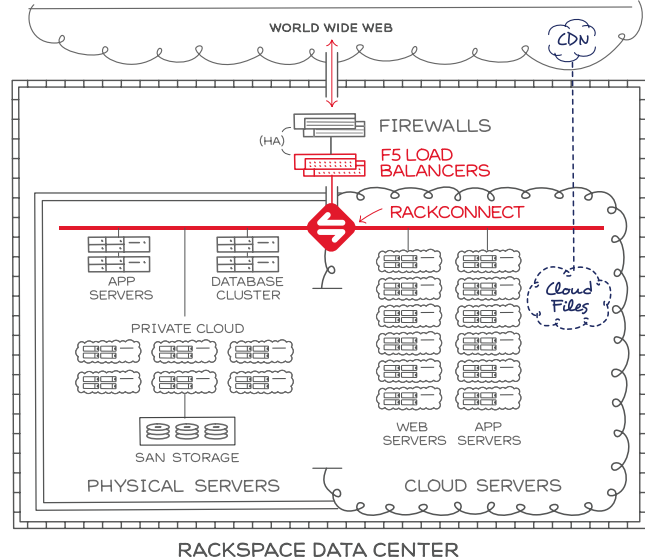 WORLD WIDE WEB
CDN
FIREWALLS
(HA)
F5 LOAD
BALANCERS
RACKCONNECT
APP
SERVERS
DATABASE
CLUSTER
Cloud
Files
PRIVATE CLOUD
WEB
SERVERS
APP
SERVERS
SAN STORAGE
PHYSICAL SERVERS
CLOUD SERVERS
RACKSPACE DATA CENTER